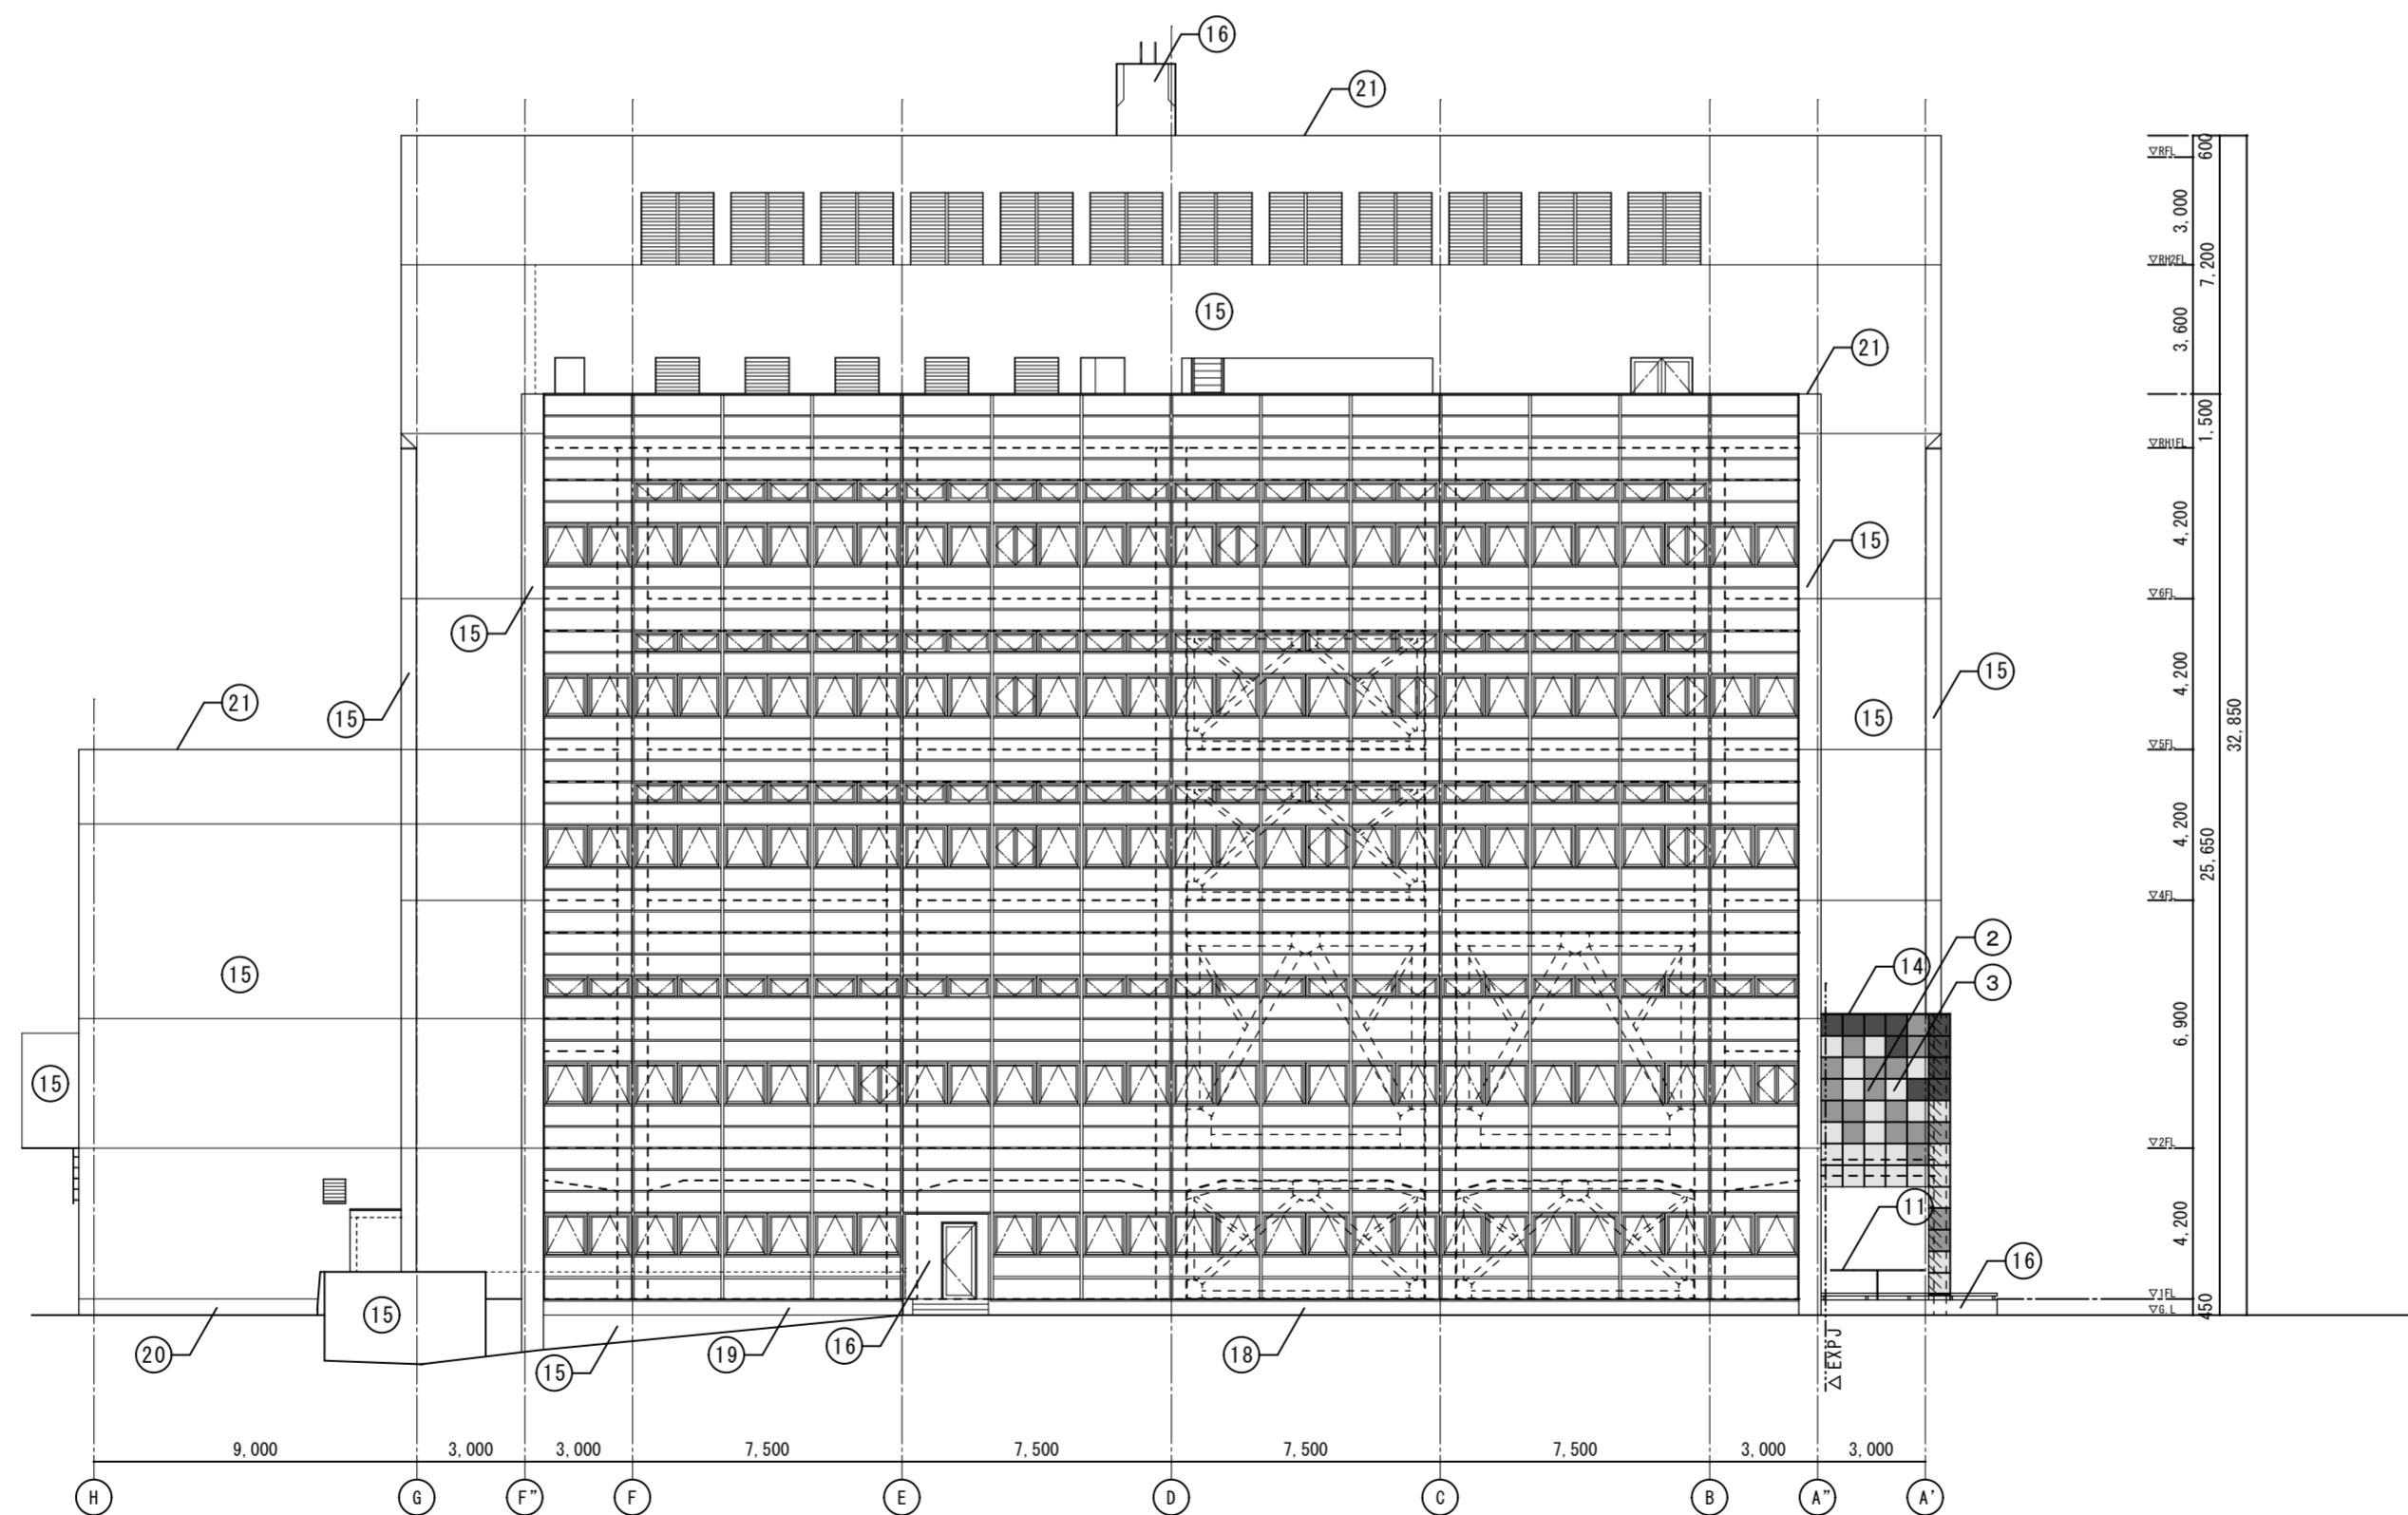 16
21
▽RFL
600
3,000
▽RH2FL
7,200
15
3,600
21
1,500
▽RH1FL
4,200
15
▽6FL
15
4,200
15
21
15
15
32,850
▽5FL
4,200
25,650
▽4FL
2
14
15
3
6,900
15
▽2FL
11
4,200
16
▽1FL
450
▽G.L
15
20
15
19
16
18
△EXPJ
9,000
3,000
3,000
7,500
7,500
7,500
7,500
3,000
3,000
H
G
F"
F
E
D
C
B
A"
A'